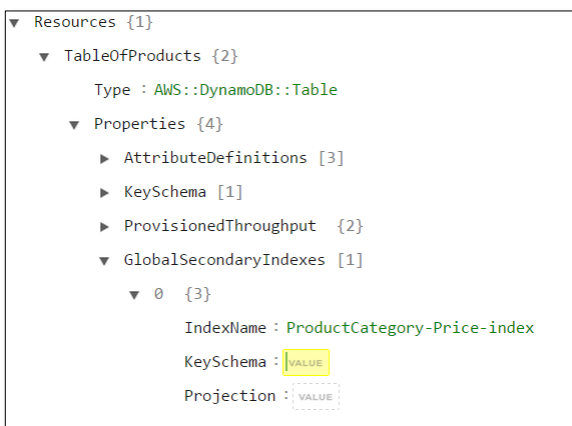 Resources {1}
TableOfProducts {2}
Type : AWS::DynamoDB::Table
Properties {4}
AttributeDefinitions [3]
KeySchema [1]
ProvisionedThroughput {2}
GlobalSecondaryIndexes [1]
0 {3}
IndexName : ProductCategory-Price-index
KeySchema : VALUE
Projection : VALUE